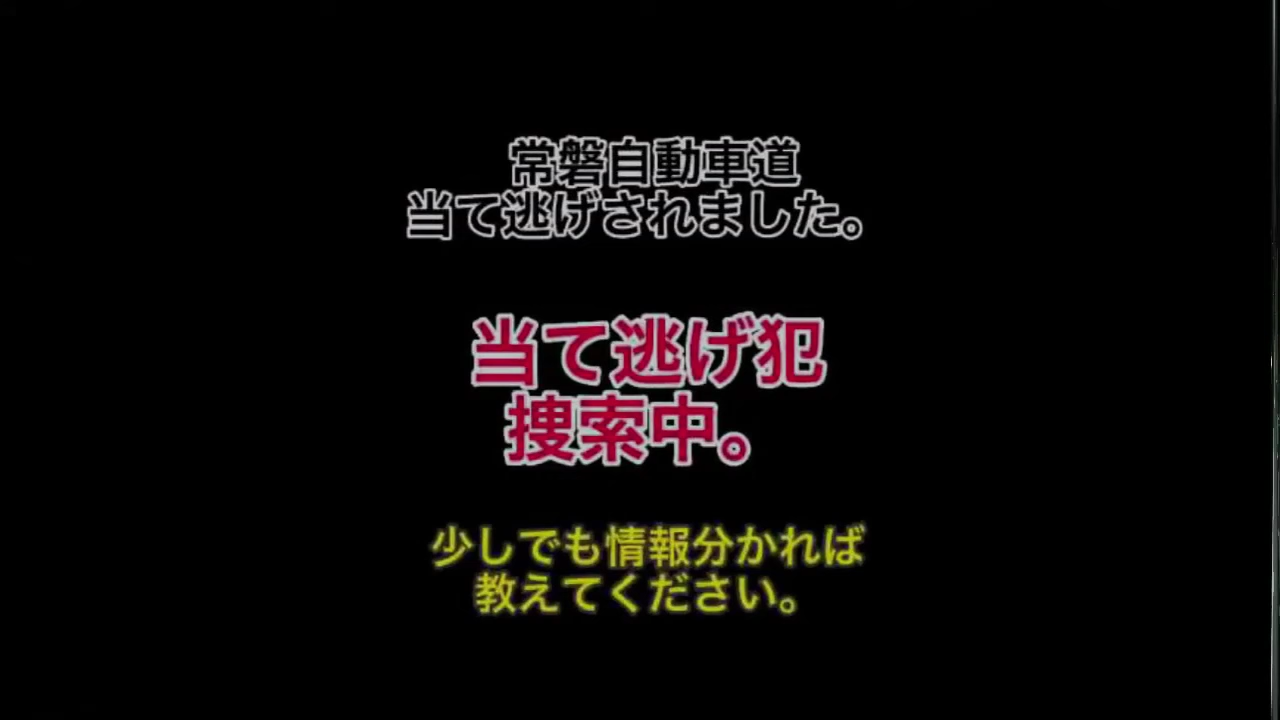 常磐自動車道
当て逃げされました。
当て逃げ犯
捜索中。
少しでも情報分かれば
教えてください。